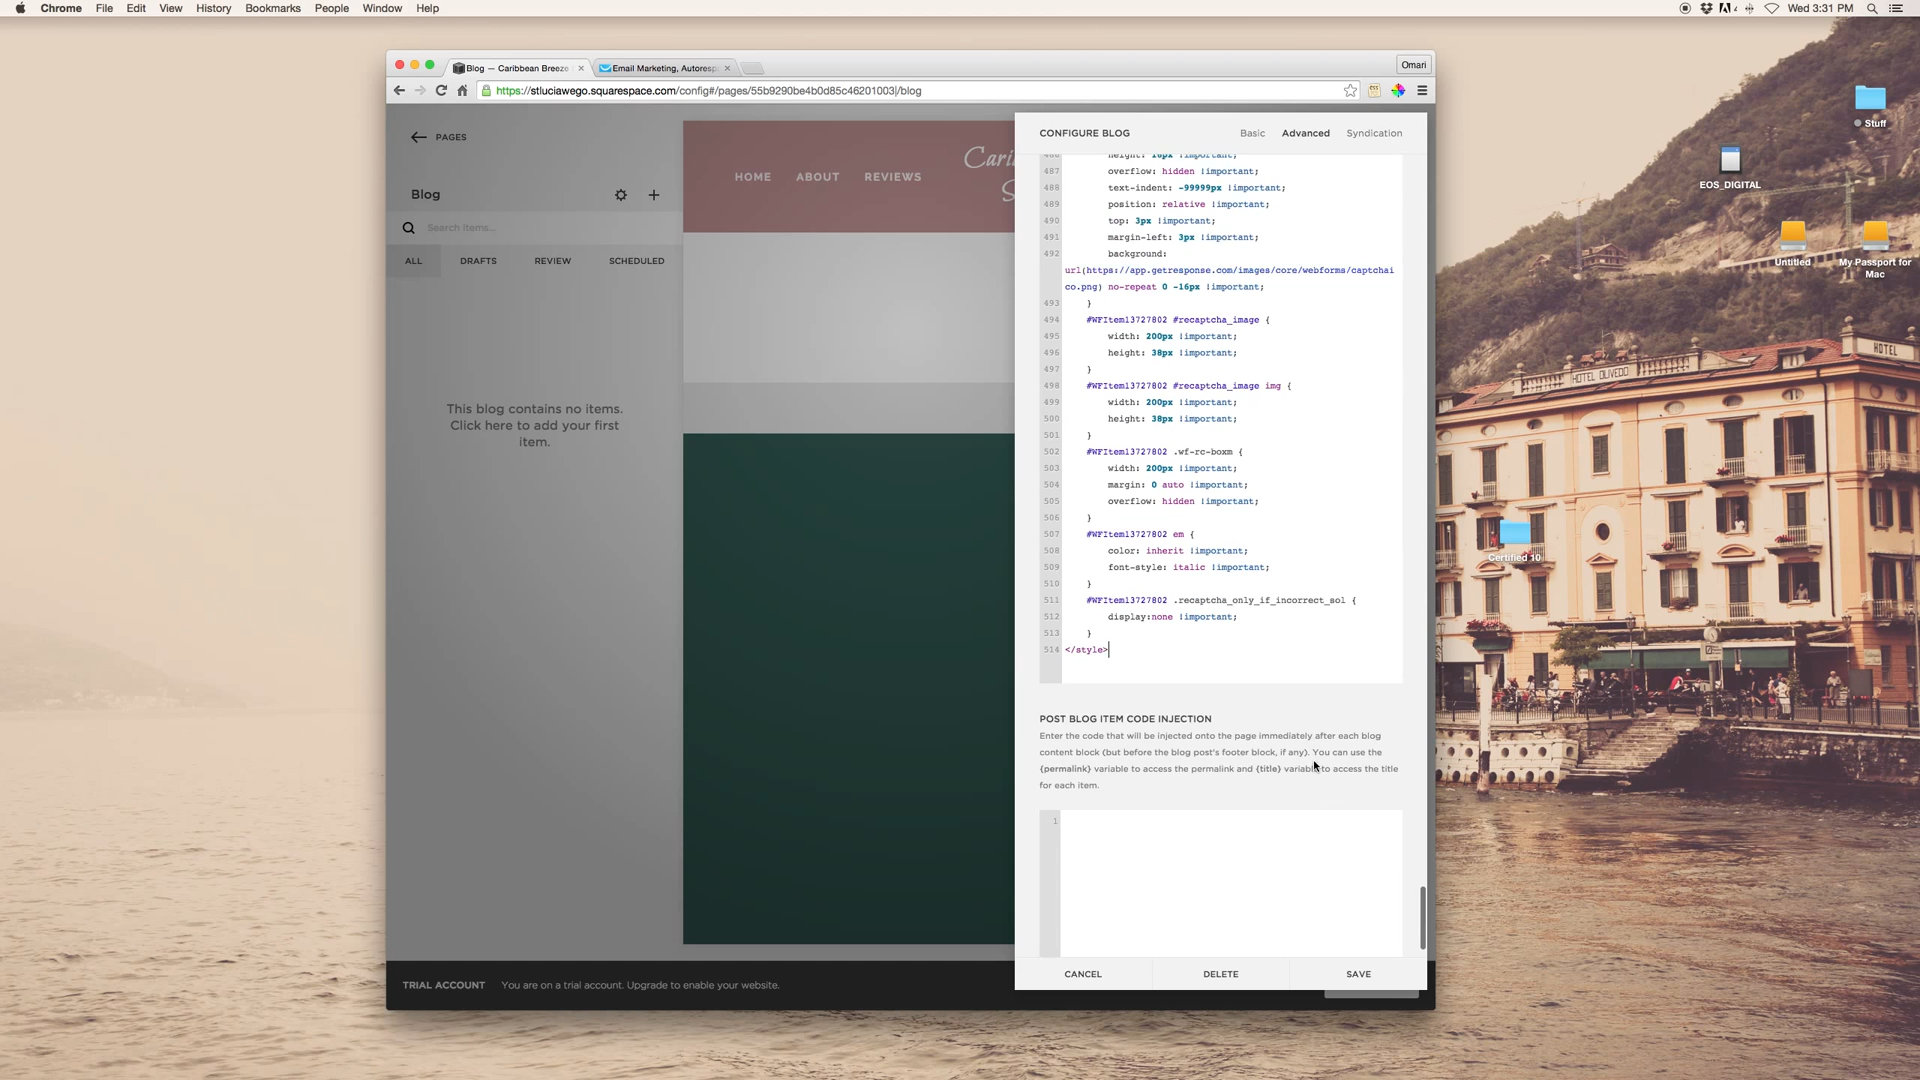 Chrome File Edit View History Bookmarks People Window Help
4 Wed 3:31 PM
Blog — Caribbean Breeze
Email Marketing, Autoresp
Omari
https://stluciawego.squarespace.com/config#/pages/55b9290be4b0d85c46201003|/blog
PAGES
Blog
Search items...
ALL DRAFTS REVIEW SCHEDULED
This blog contains no items.
Click here to add your first
item.
HOME ABOUT REVIEWS
Cari
S
CONFIGURE BLOG Basic Advanced Syndication
486 height: 16px !important;
487 overflow: hidden !important;
488 text-indent: -99999px !important;
489 position: relative !important;
490 top: 3px !important;
491 margin-left: 3px !important;
492 background:
url(https://app.getresponse.com/images/core/webforms/captchai
co.png) no-repeat 0 -16px !important;
493 }
494 #WFItem13727802 #recaptcha_image {
495 width: 200px !important;
496 height: 38px !important;
497 }
498 #WFItem13727802 #recaptcha_image img {
499 width: 200px !important;
500 height: 38px !important;
501 }
502 #WFItem13727802 .wf-rc-boxm {
503 width: 200px !important;
504 margin: 0 auto !important;
505 overflow: hidden !important;
506 }
507 #WFItem13727802 em {
508 color: inherit !important;
509 font-style: italic !important;
510 }
511 #WFItem13727802 .recaptcha_only_if_incorrect_sol {
512 display:none !important;
513 }
514 </style>
POST BLOG ITEM CODE INJECTION
Enter the code that will be injected onto the page immediately after each blog
content block (but before the blog post's footer block, if any). You can use the
{permalink} variable to access the permalink and {title} variable to access the title
for each item.
1
CANCEL DELETE SAVE
TRIAL ACCOUNT You are on a trial account. Upgrade to enable your website.
Stuff
EOS_DIGITAL
Untitled
My Passport for
Mac
Certified 10
HOTEL OLIVEDO
HOTEL